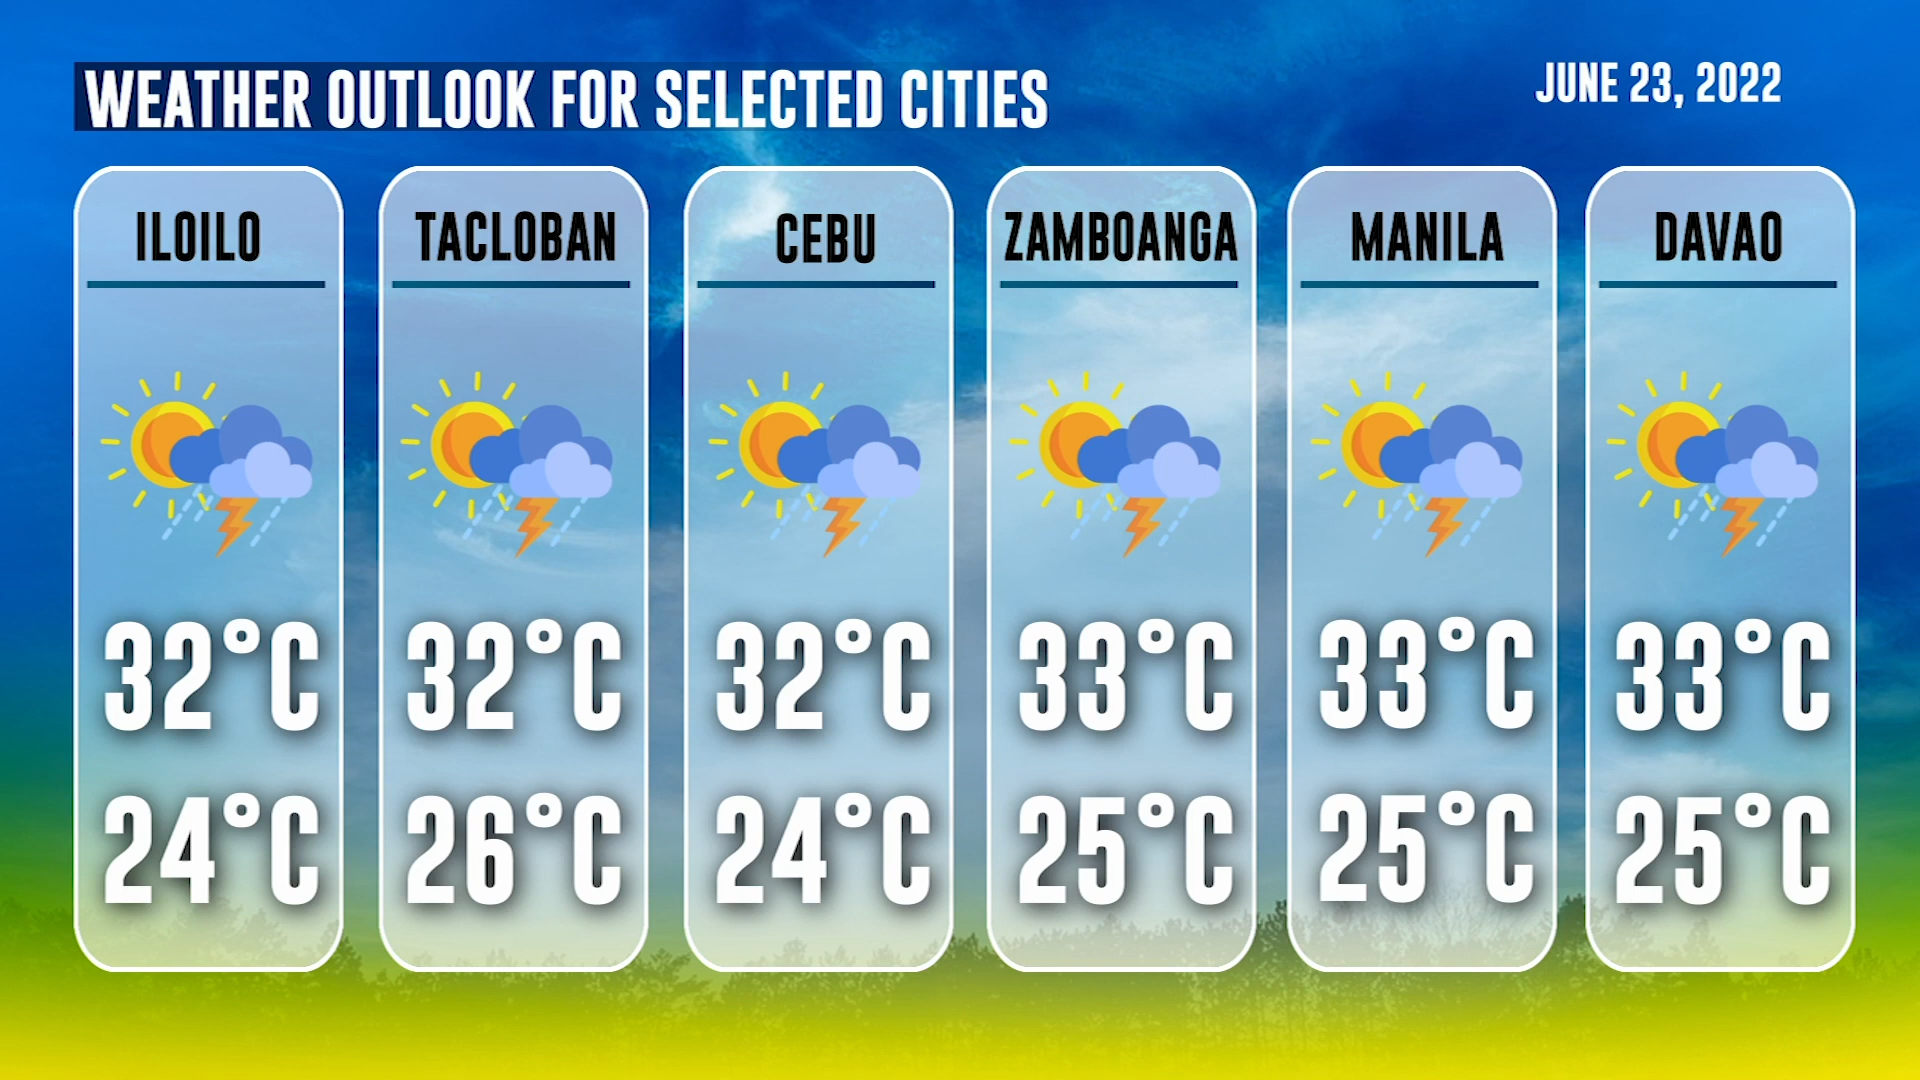 WEATHER OUTLOOK FOR SELECTED CITIES
JUNE 23, 2022
ILOILO
32°C
24°C
TACLOBAN
32°C
26°C
CEBU
32°C
24°C
ZAMBOANGA
33°C
25°C
MANILA
33°C
25°C
DAVAO
33°C
25°C